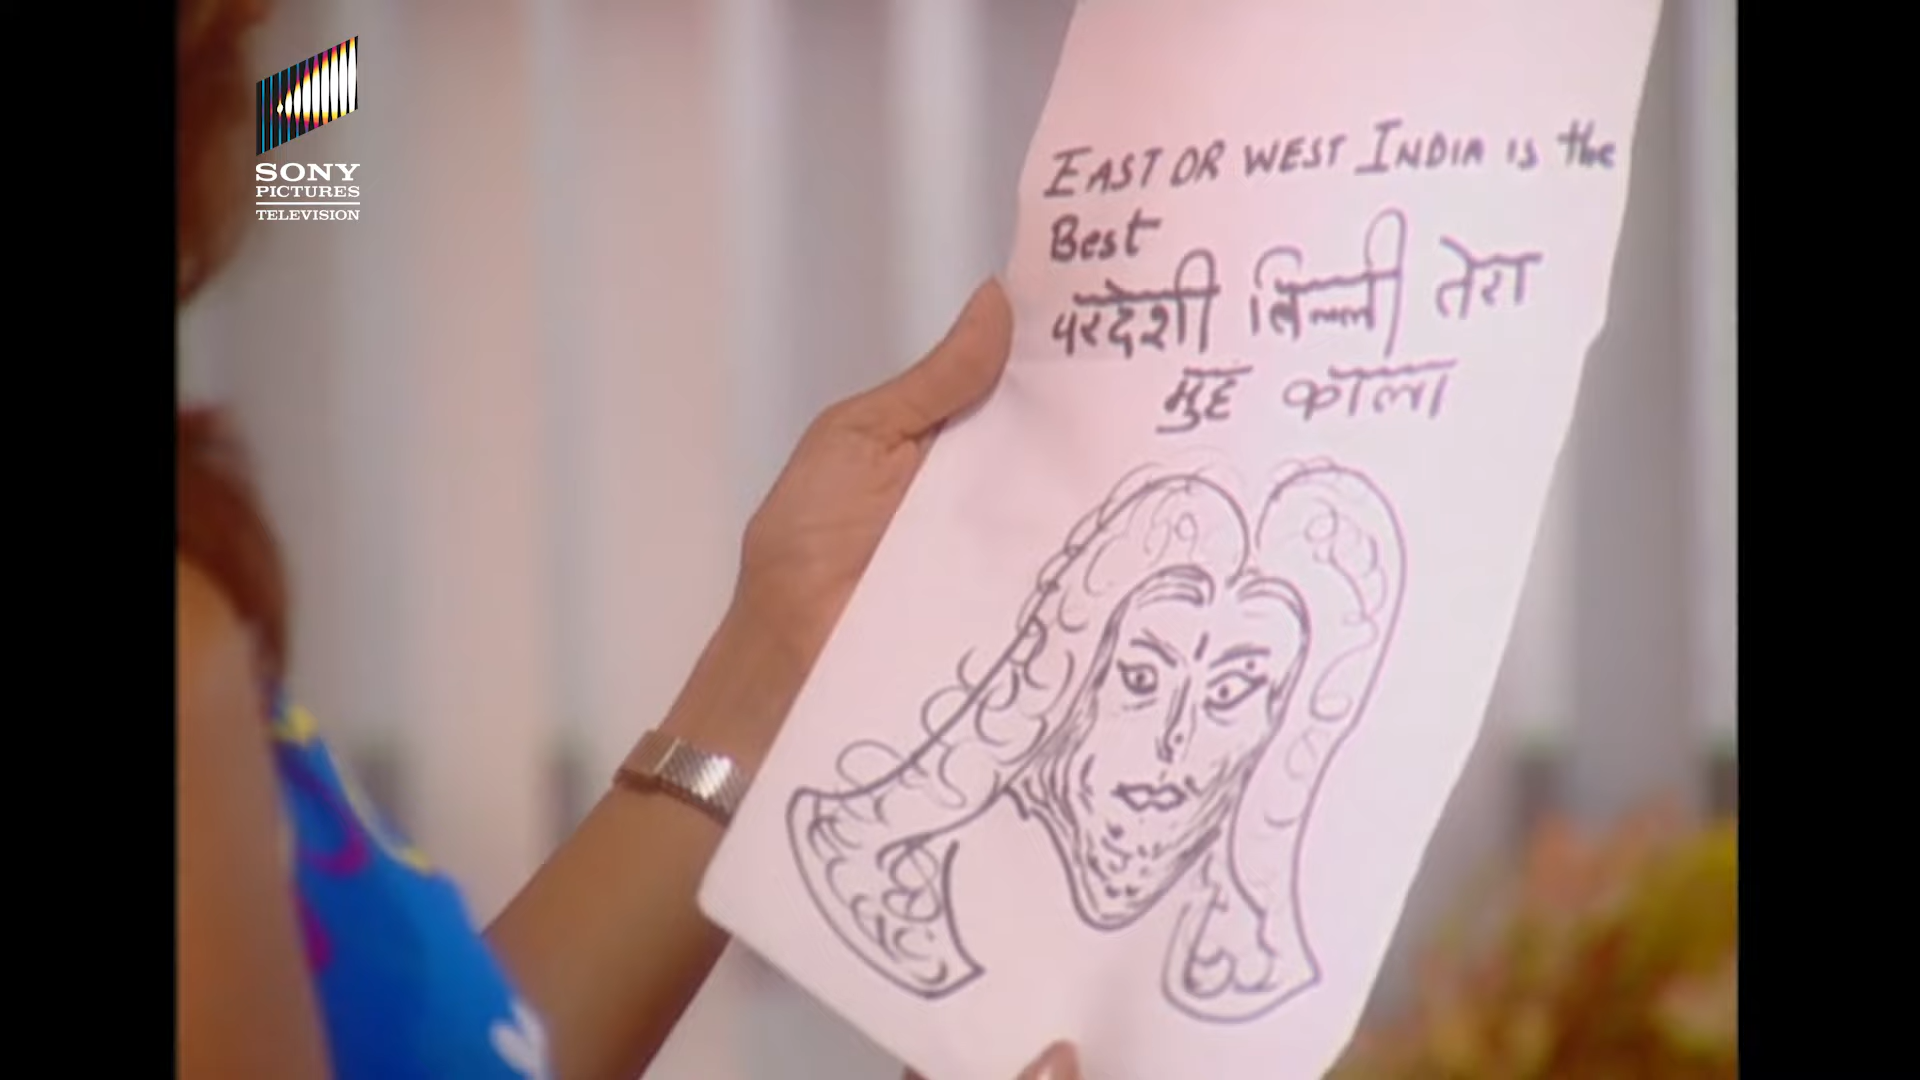 SONY
PICTURES
TELEVISION
EAST OR WEST INDIA IS the
Best
परदेशी बिल्ली तेरा
मुह काला